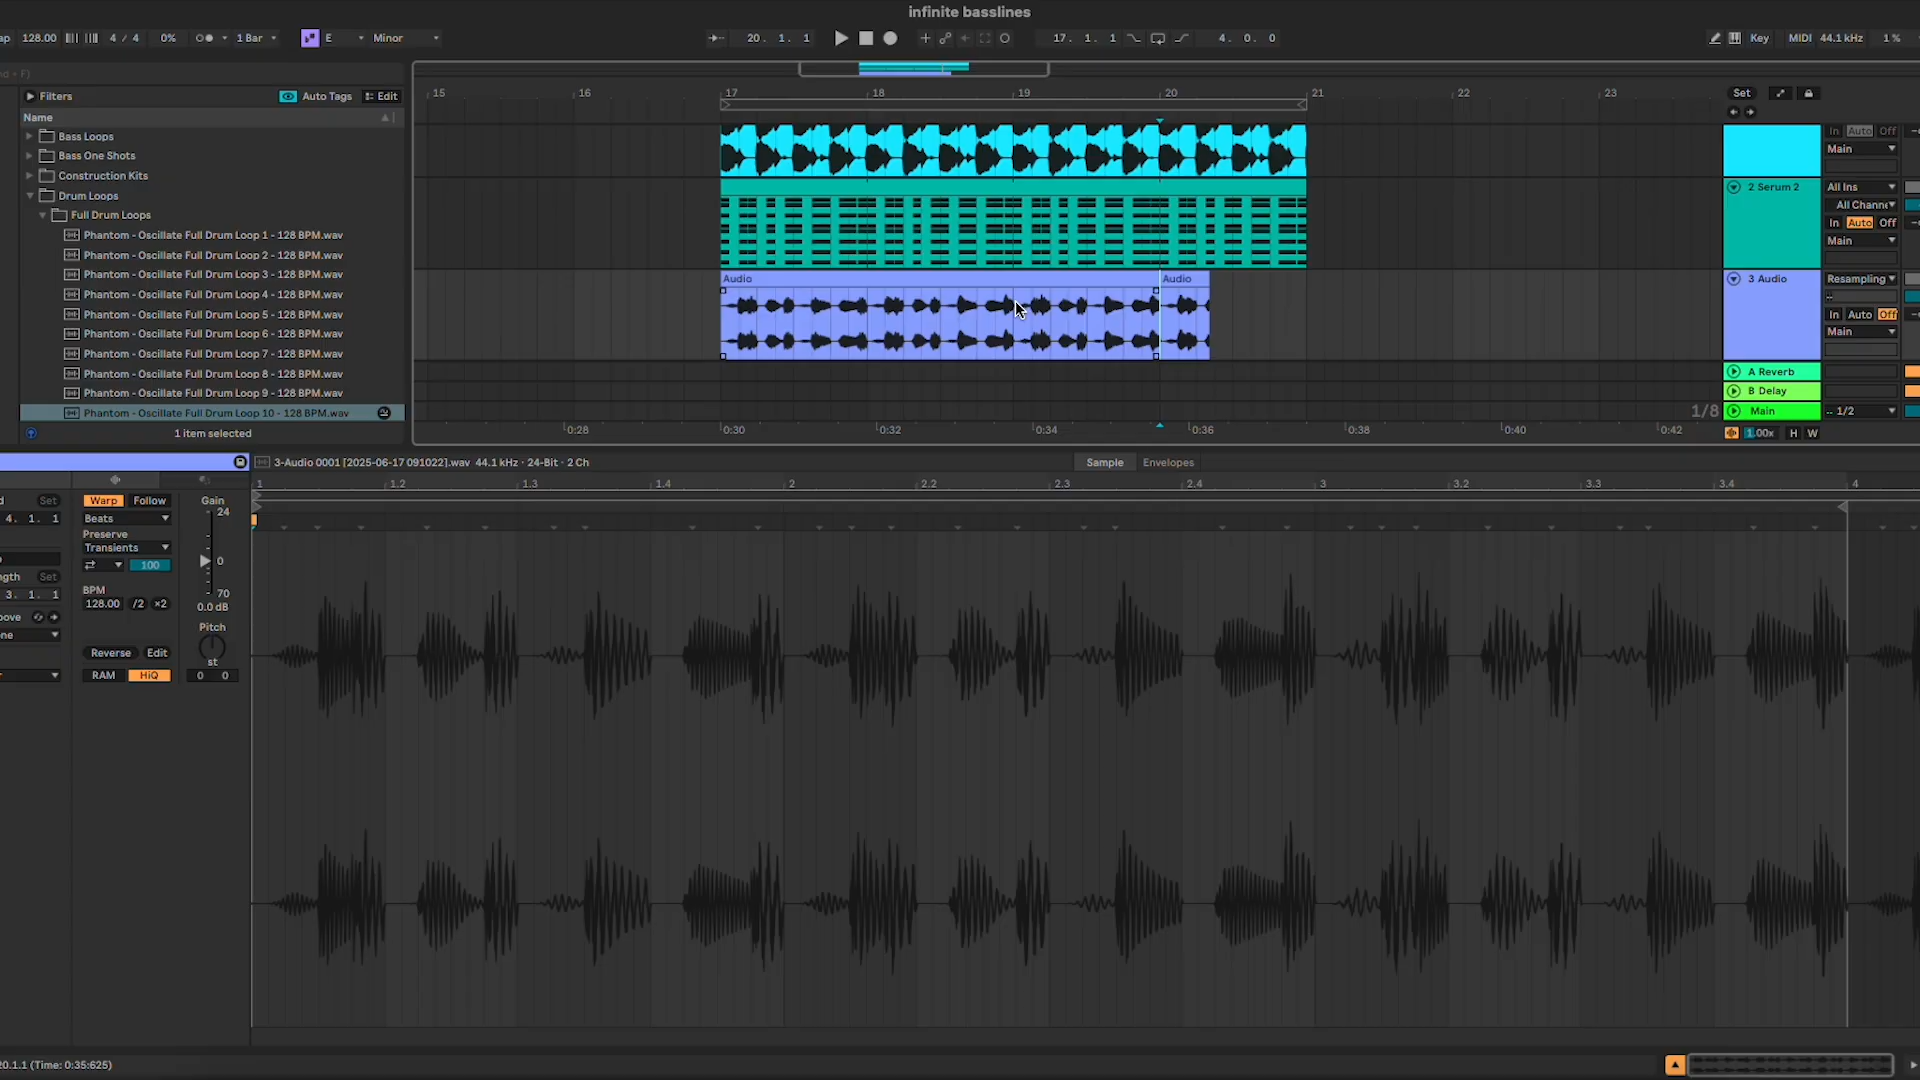 infinite basslines
ap 128.00 4 / 4 0% 1 Bar E Minor 20. 1. 1 17. 1. 1 4. 0. 0 Key MIDI 44.1 kHz 1 %
nd + F)
Filters Auto Tags Edit
Name
Bass Loops
Bass One Shots
Construction Kits
Drum Loops
Full Drum Loops
Phantom - Oscillate Full Drum Loop 1 - 128 BPM.wav
Phantom - Oscillate Full Drum Loop 2 - 128 BPM.wav
Phantom - Oscillate Full Drum Loop 3 - 128 BPM.wav
Phantom - Oscillate Full Drum Loop 4 - 128 BPM.wav
Phantom - Oscillate Full Drum Loop 5 - 128 BPM.wav
Phantom - Oscillate Full Drum Loop 6 - 128 BPM.wav
Phantom - Oscillate Full Drum Loop 7 - 128 BPM.wav
Phantom - Oscillate Full Drum Loop 8 - 128 BPM.wav
Phantom - Oscillate Full Drum Loop 9 - 128 BPM.wav
Phantom - Oscillate Full Drum Loop 10 - 128 BPM.wav
1 item selected
15 16 17 18 19 20 21 22 23 Set
In Auto Off
Main
2 Serum 2 All Ins
All Channe
In Auto Off
Main
Audio Audio 3 Audio Resampling
In Auto Off
Main
A Reverb
B Delay
1/8 Main 1/2
0:28 0:30 0:32 0:34 0:36 0:38 0:40 0:42 1.00x H W
3-Audio 0001 [2025-06-17 091022].wav 44.1 kHz · 24-Bit · 2 Ch Sample Envelopes
1 1.2 1.3 1.4 2 2.2 2.3 2.4 3 3.2 3.3 3.4 4
d Set Warp Follow Gain
4. 1. 1 Beats 24
Preserve
Transients
100 0
ngth Set BPM
3. 1. 1 128.00 /2 ×2 70
0.0 dB
oove Pitch
ne Reverse Edit st
RAM HiQ 0 0
20.1.1 (Time: 0:35:625)